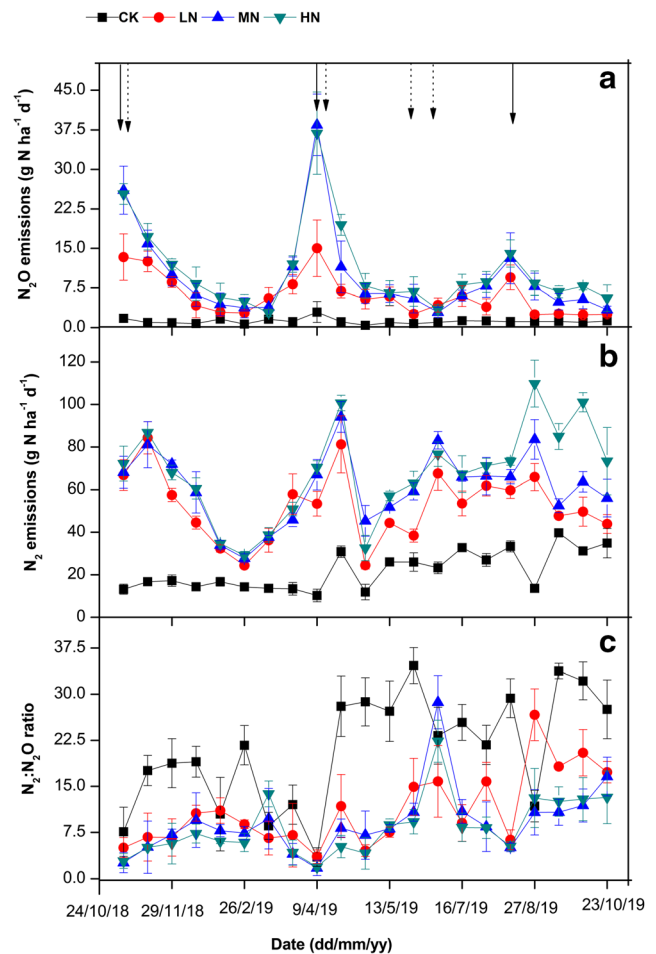 CK LN MN HN
a
45.0
37.5
30.0
22.5
15.0
7.5
0.0
N₂O emissions (g N ha⁻¹ d⁻¹)
b
120
100
80
60
40
20
0
N₂ emissions (g N ha⁻¹ d⁻¹)
c
37.5
30.0
22.5
15.0
7.5
0.0
N₂:N₂O ratio
24/10/18 29/11/18 26/2/19 9/4/19 13/5/19 16/7/19 27/8/19 23/10/19
Date (dd/mm/yy)